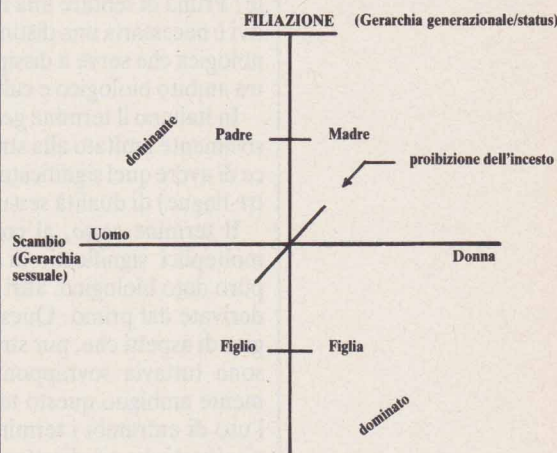 FILIAZIONE (Gerarchia generazionale/status)
dominante
Padre Madre
proibizione dell'incesto
Uomo
Scambio
(Gerarchia
sessuale)
Donna
Figlio Figlia
dominato